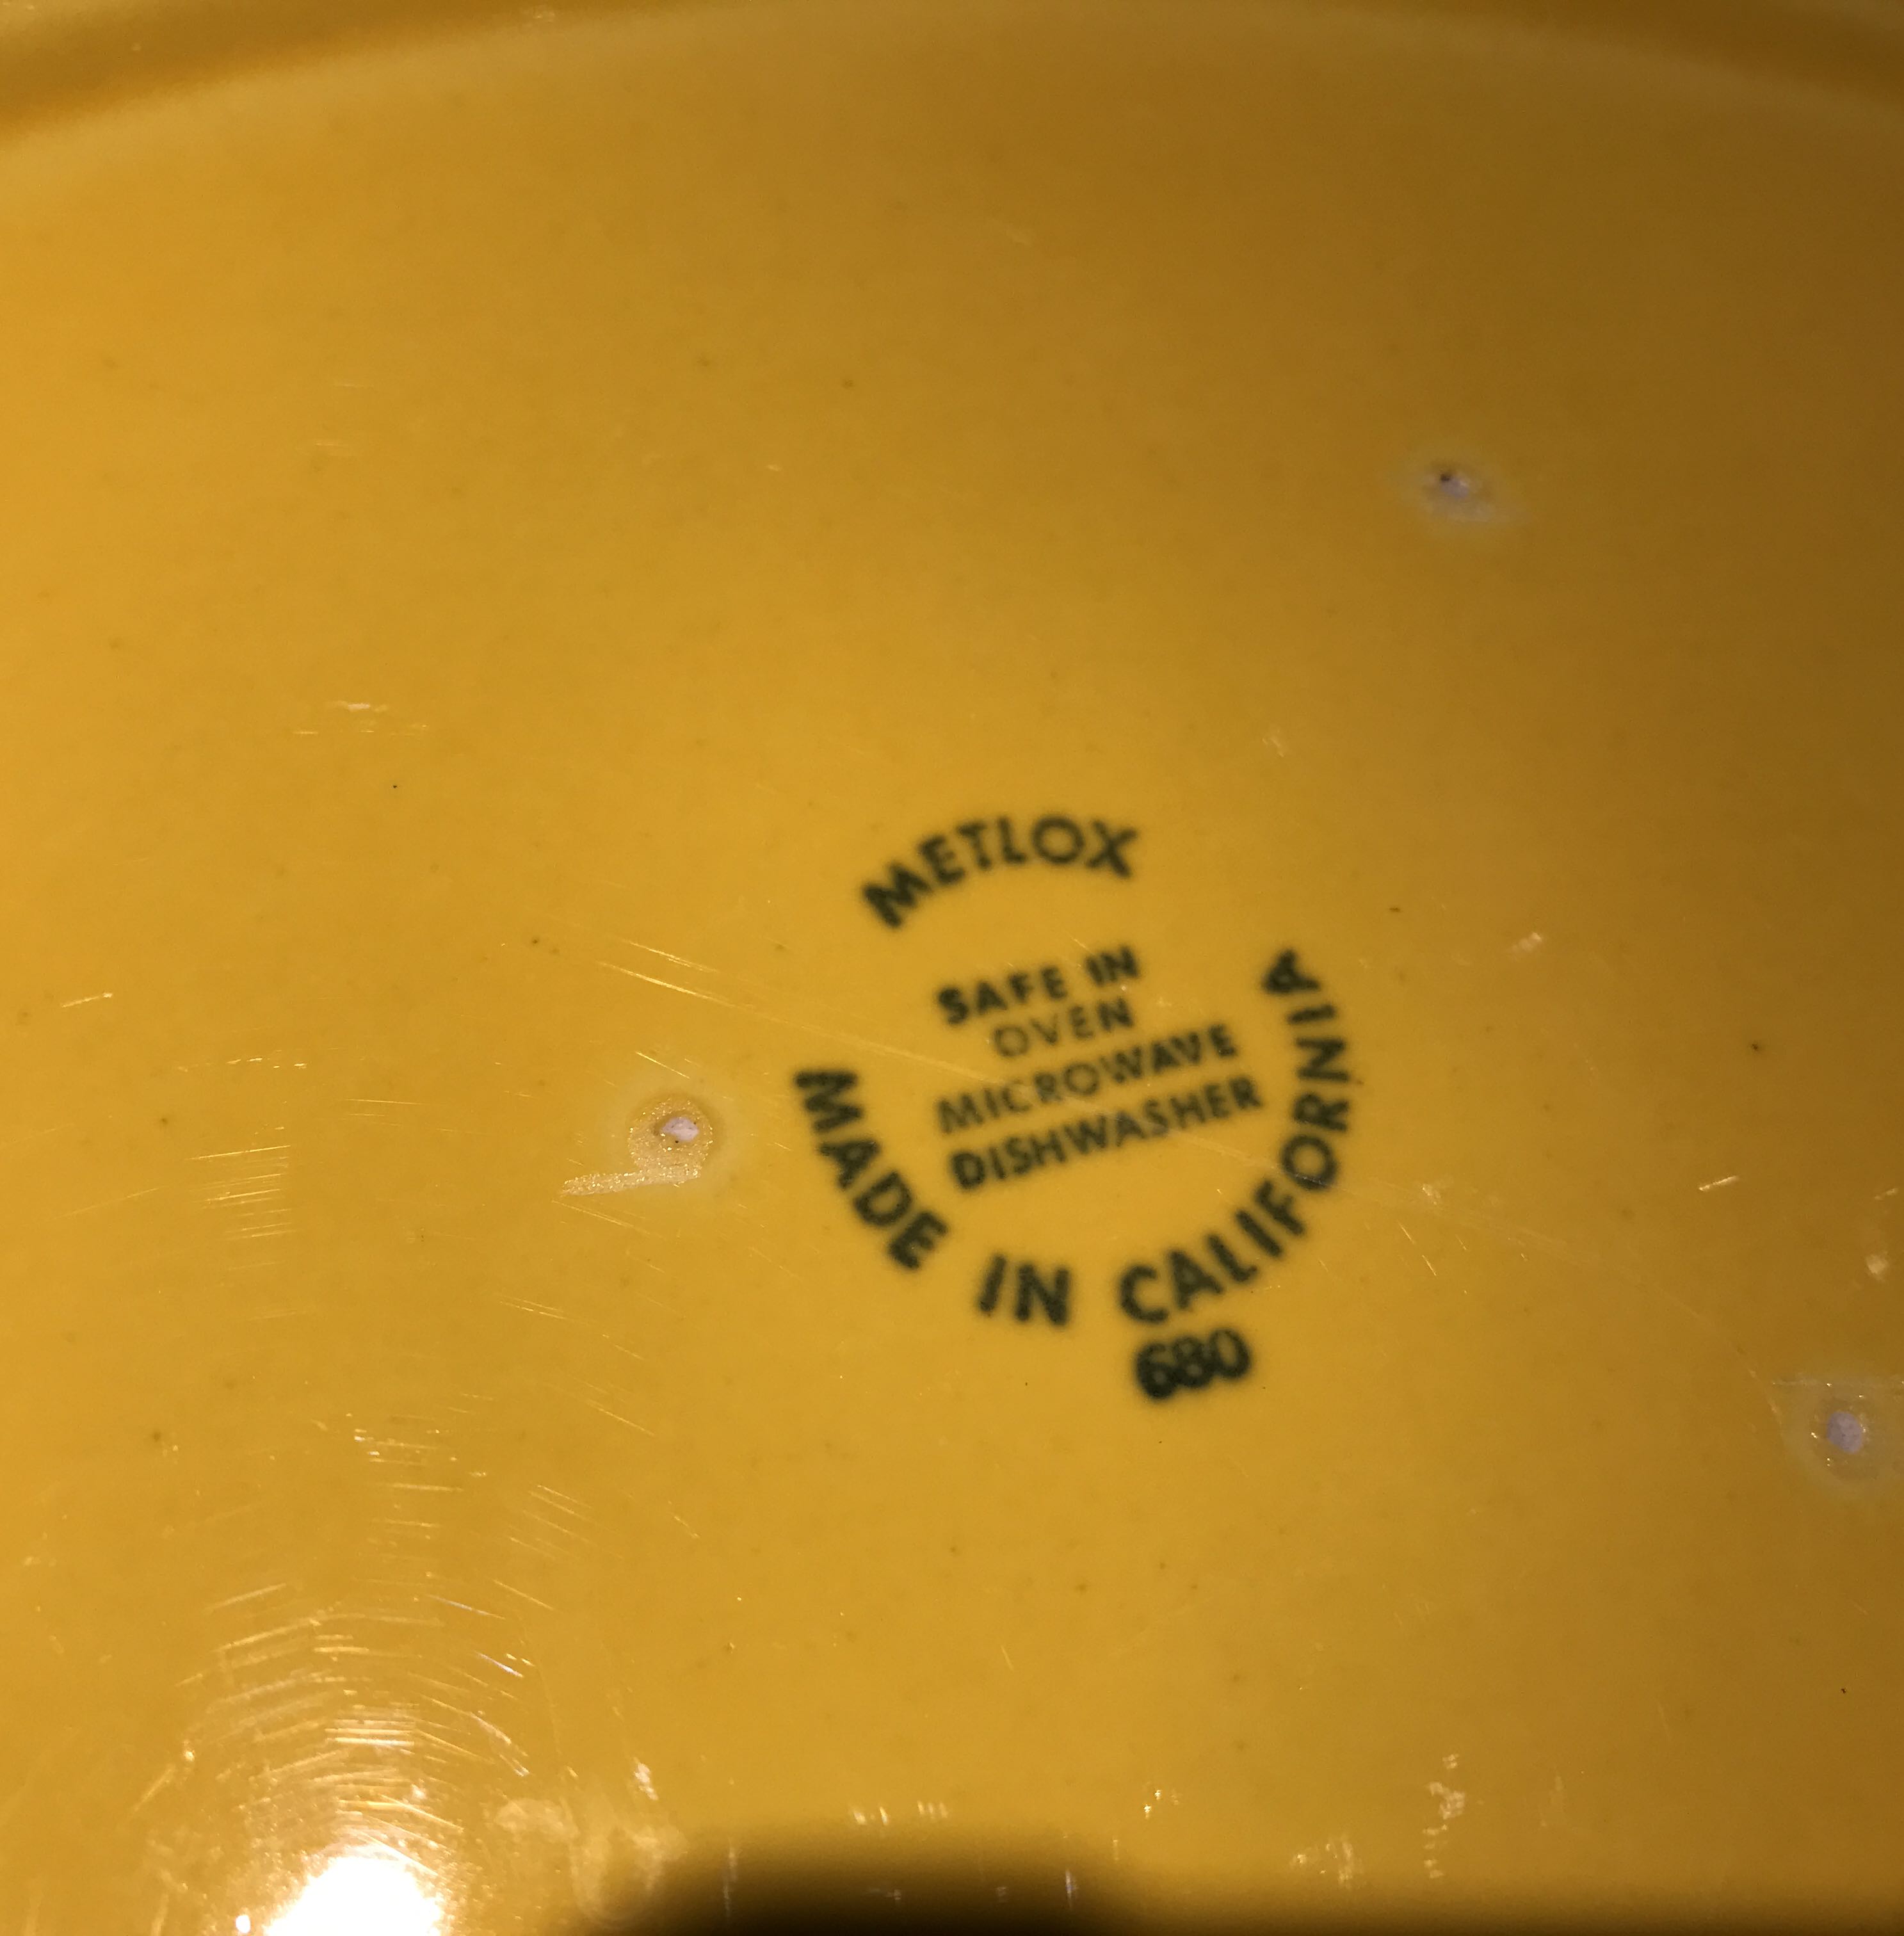 METLOX
SAFE IN
OVEN
MICROWAVE
DISHWASHER
MADE IN CALIFORNIA
680